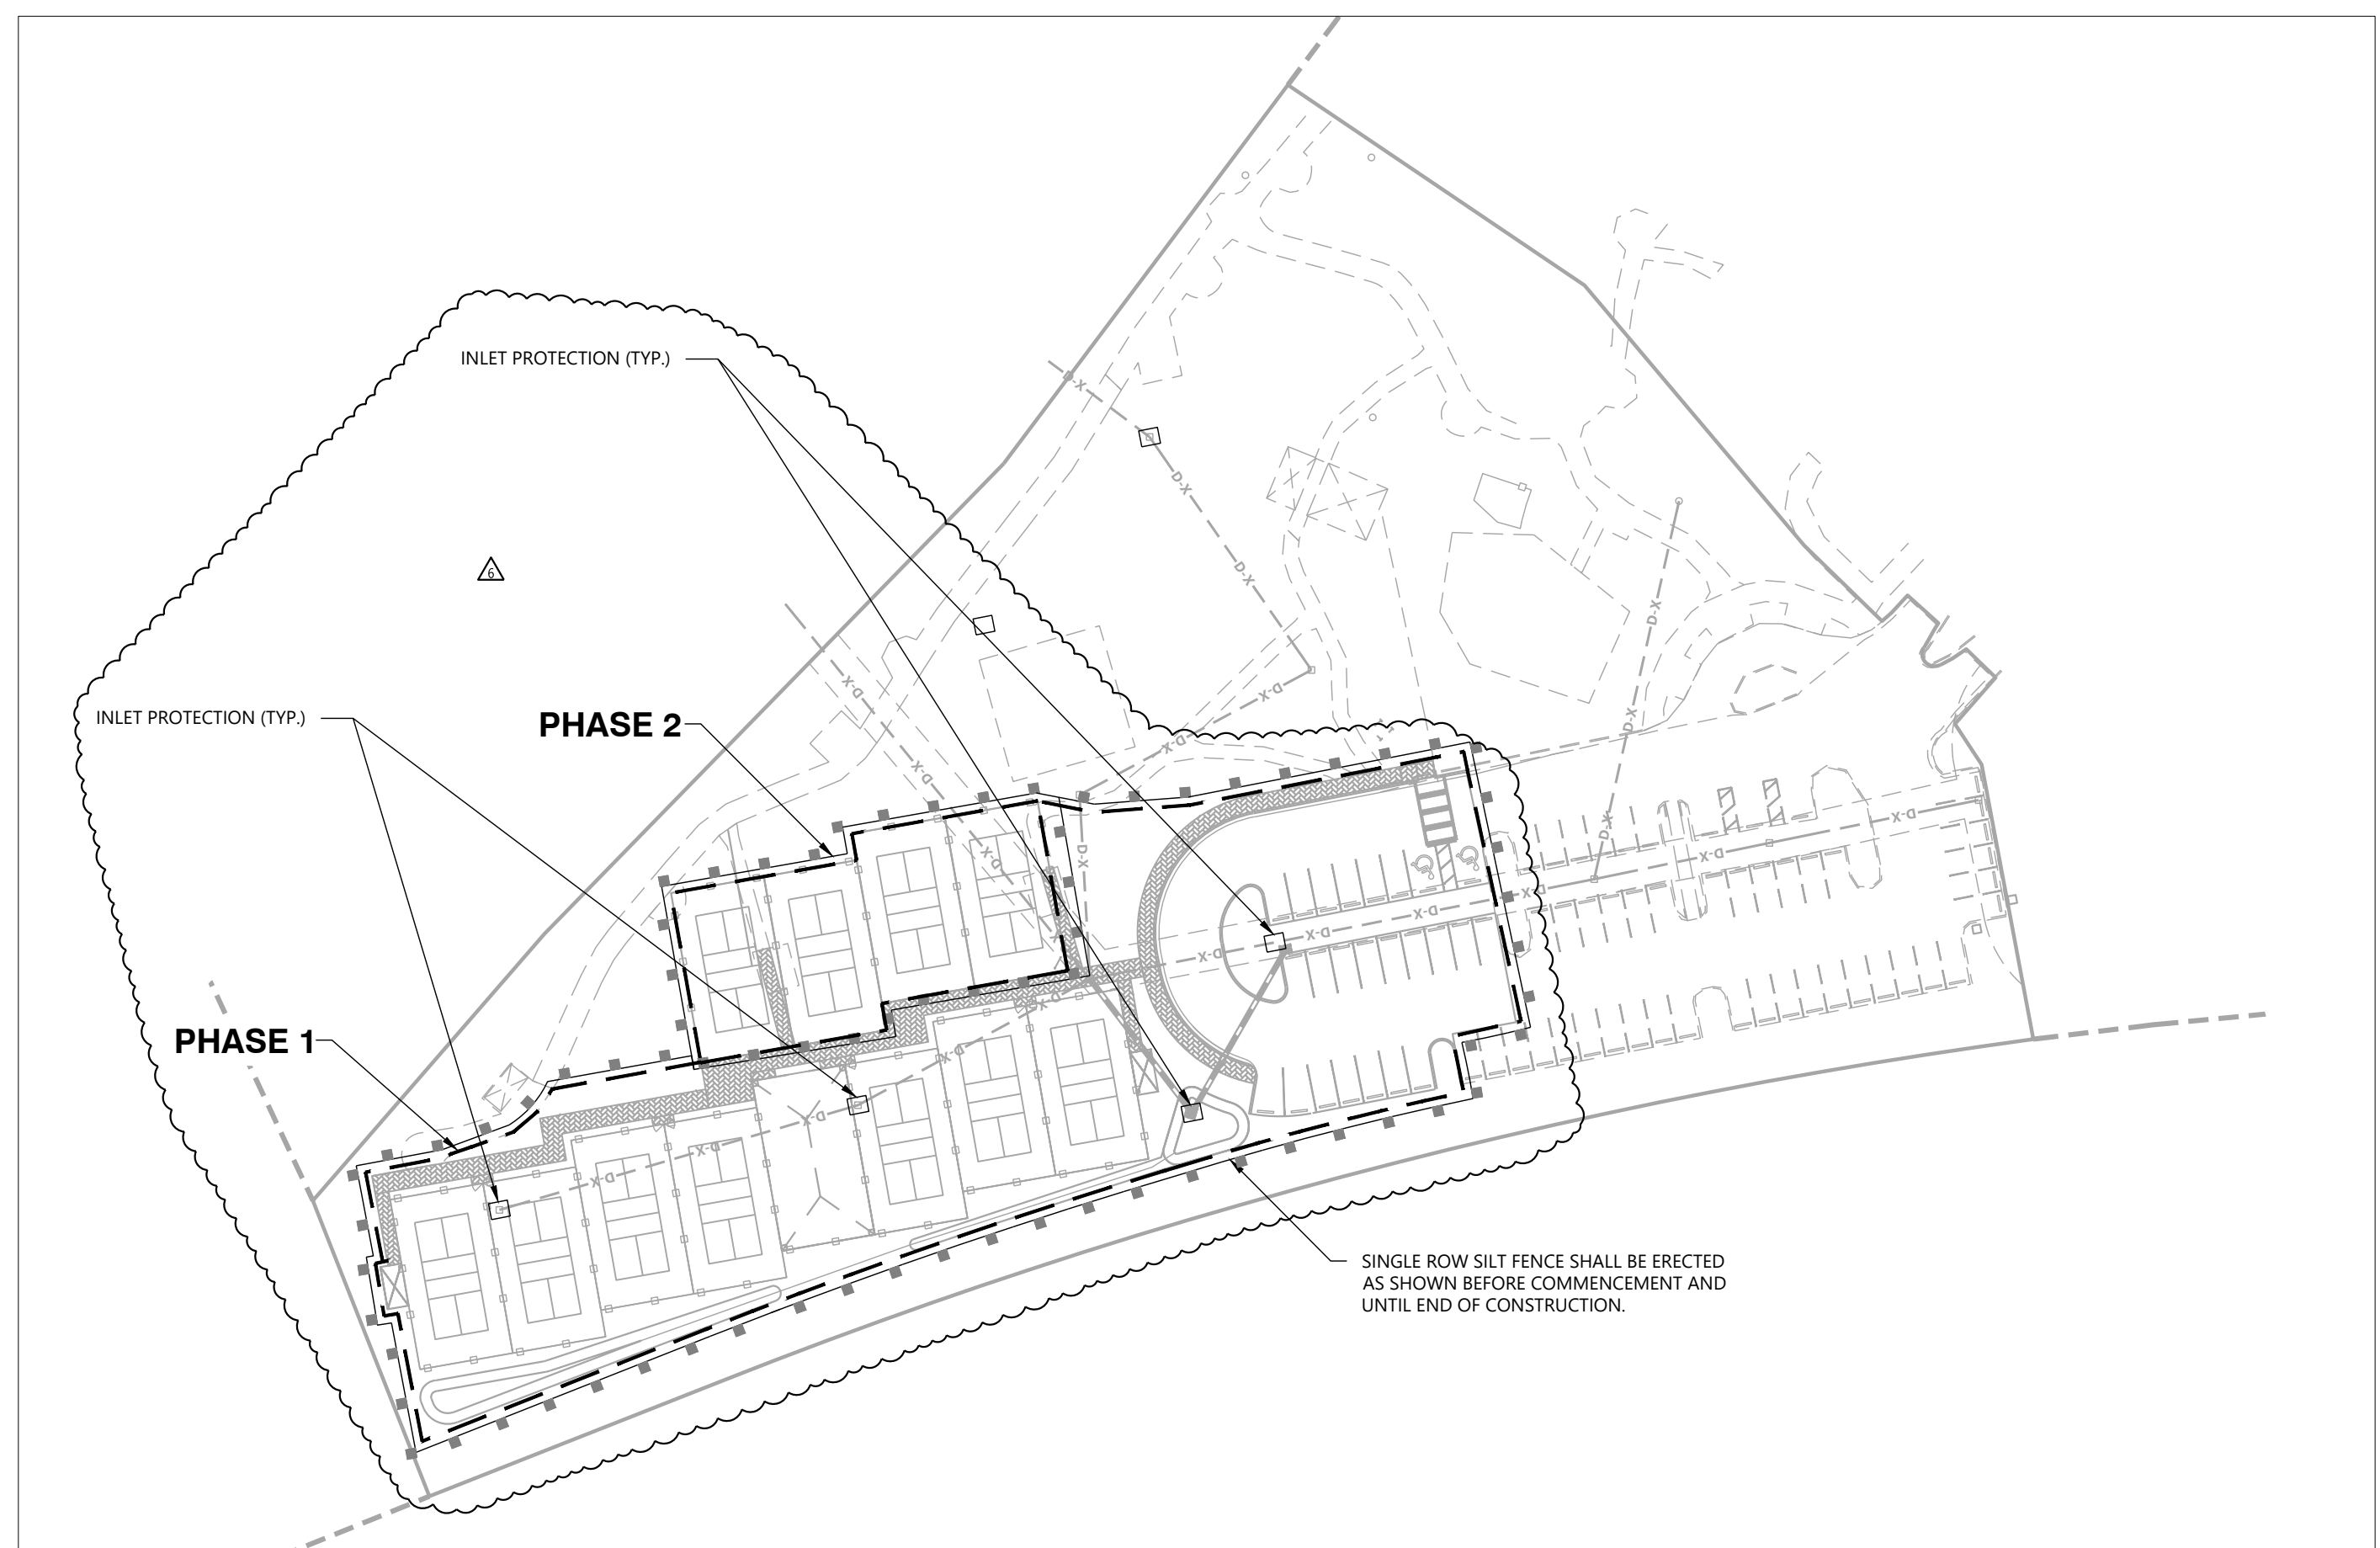 INLET PROTECTION (TYP.)
D-X
D-X
D-X
6
D-X
D-X
D-X
INLET PROTECTION (TYP.)
PHASE 2
D-X
D-X
D-X
D-X
D-X
D-X
D-X
D-X
D-X
D-X
D-X
D-X
D-X
PHASE 1
D-X
D-X
D-X
D-X
D-X
SINGLE ROW SILT FENCE SHALL BE ERECTED
AS SHOWN BEFORE COMMENCEMENT AND
UNTIL END OF CONSTRUCTION.